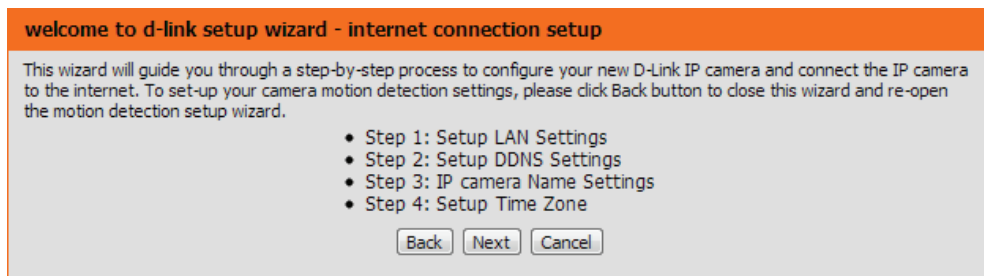 welcome to d-link setup wizard - internet connection setup
This wizard will guide you through a step-by-step process to configure your new D-Link IP camera and connect the IP camera
to the internet. To set-up your camera motion detection settings, please click Back button to close this wizard and re-open
the motion detection setup wizard.
• Step 1: Setup LAN Settings
• Step 2: Setup DDNS Settings
• Step 3: IP camera Name Settings
• Step 4: Setup Time Zone
Back Next Cancel